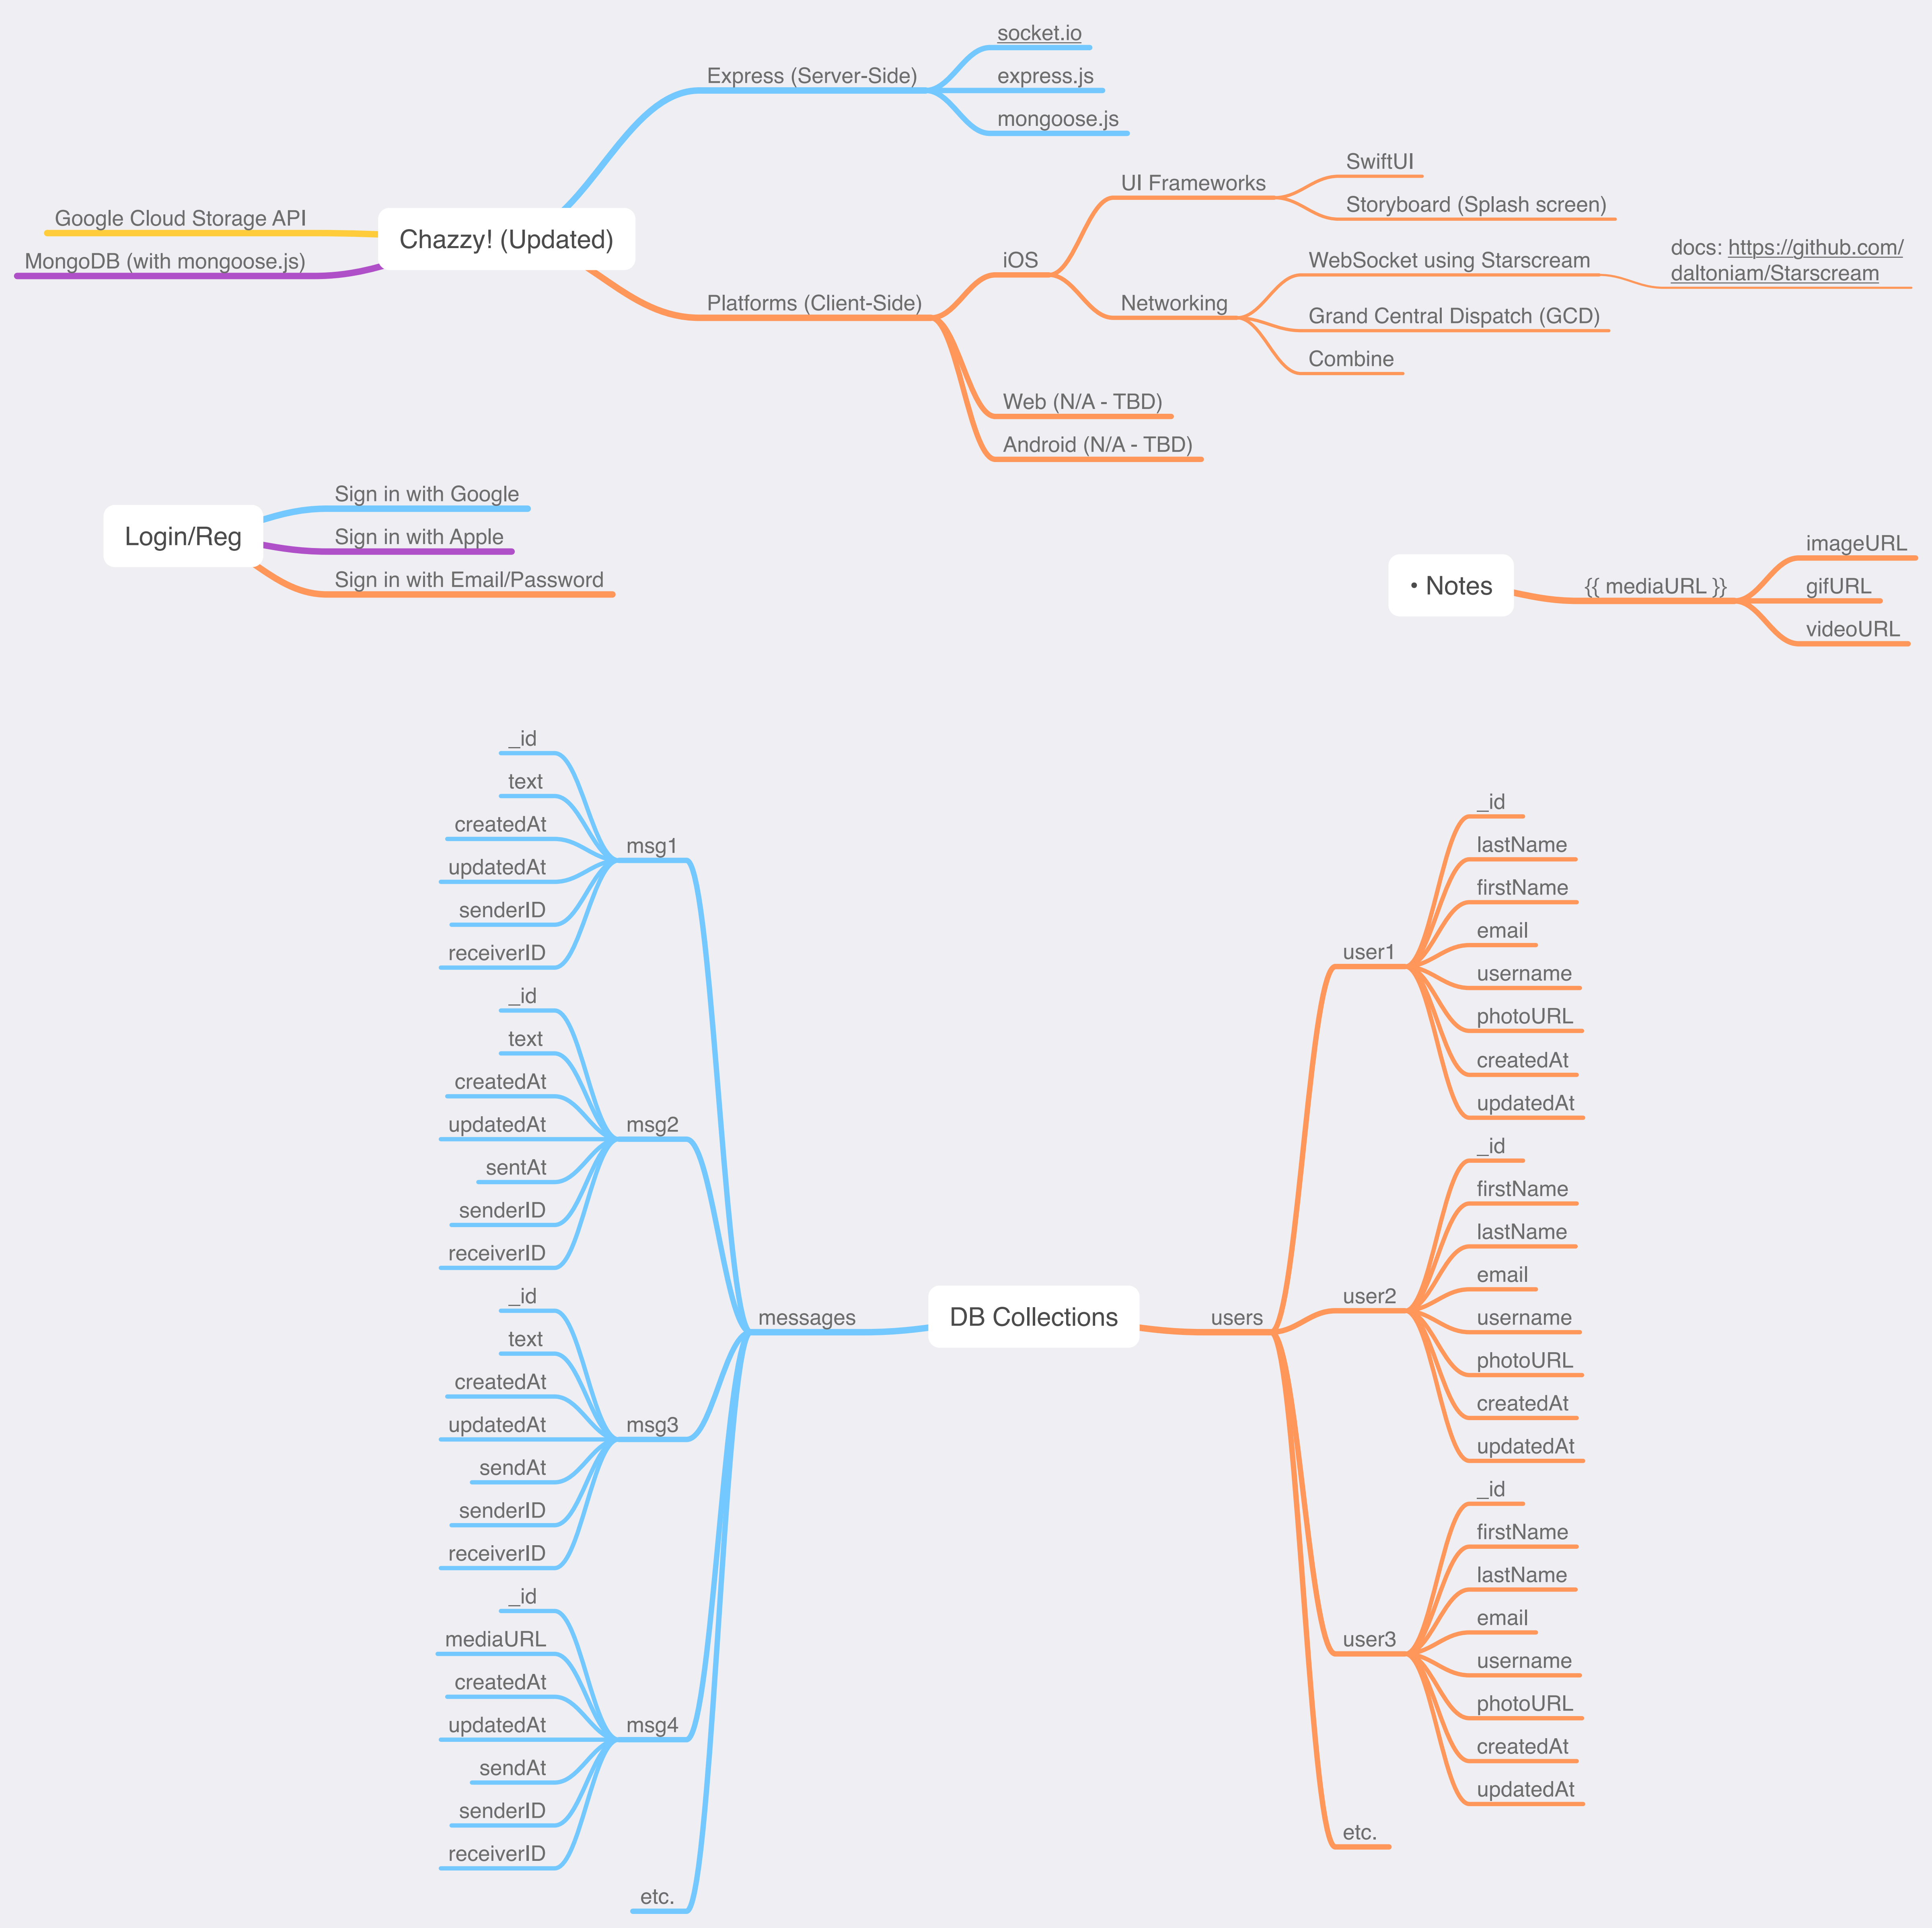 socket.io
Express (Server-Side)
express.js
mongoose.js
SwiftUI
UI Frameworks
Storyboard (Splash screen)
Google Cloud Storage API
Chazzy! (Updated)
MongoDB (with mongoose.js)
iOS
WebSocket using Starscream
docs: https://github.com/
daltoniam/Starscream
Platforms (Client-Side)
Networking
Grand Central Dispatch (GCD)
Combine
Web (N/A - TBD)
Android (N/A - TBD)
Login/Reg
Sign in with Google
Sign in with Apple
Sign in with Email/Password
• Notes
{{ mediaURL }}
imageURL
gifURL
videoURL
DB Collections
messages
msg1
_id
text
createdAt
updatedAt
senderID
receiverID
msg2
_id
text
createdAt
updatedAt
sentAt
senderID
receiverID
msg3
_id
text
createdAt
updatedAt
sendAt
senderID
receiverID
msg4
_id
mediaURL
createdAt
updatedAt
sendAt
senderID
receiverID
etc.
users
user1
_id
lastName
firstName
email
username
photoURL
createdAt
updatedAt
user2
_id
firstName
lastName
email
username
photoURL
createdAt
updatedAt
user3
_id
firstName
lastName
email
username
photoURL
createdAt
updatedAt
etc.